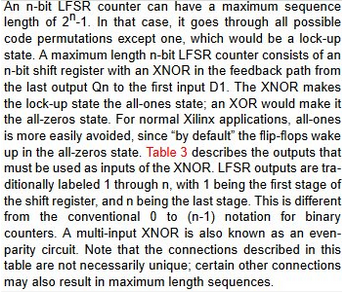 An n-bit LFSR counter can have a maximum sequence
length of 2n-1. In that case, it goes through all possible
code permutations except one, which would be a lock-up
state. A maximum length n-bit LFSR counter consists of an
n-bit shift register with an XNOR in the feedback path from
the last output Qn to the first input D1. The XNOR makes
the lock-up state the all-ones state; an XOR would make it
the all-zeros state. For normal Xilinx applications, all-ones
is more easily avoided, since “by default” the flip-flops wake
up in the all-zeros state. Table 3 describes the outputs that
must be used as inputs of the XNOR. LFSR outputs are tra-
ditionally labeled 1 through n, with 1 being the first stage of
the shift register, and n being the last stage. This is different
from the conventional 0 to (n-1) notation for binary
counters. A multi-input XNOR is also known as an even-
parity circuit. Note that the connections described in this
table are not necessarily unique; certain other connections
may also result in maximum length sequences.